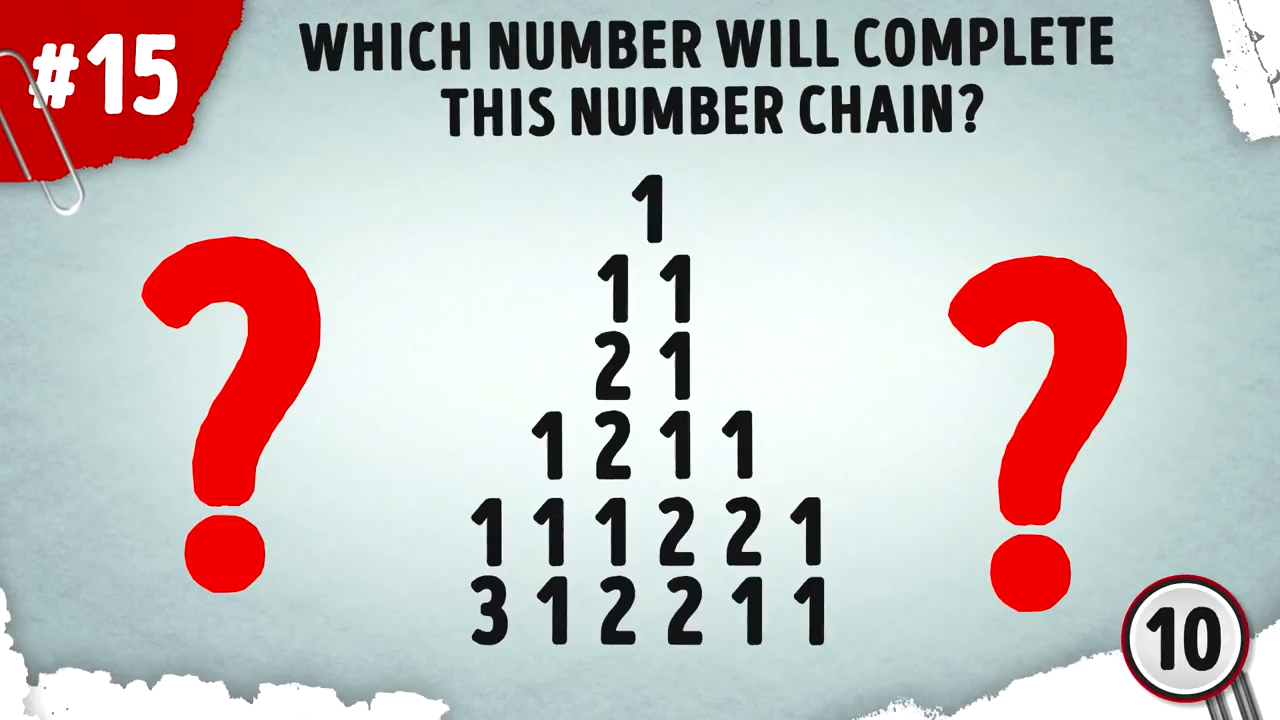 #15
WHICH NUMBER WILL COMPLETE
THIS NUMBER CHAIN?
1
1 1
2 1
1 2 1 1
1 1 1 2 2 1
3 1 2 2 1 1
? ?
10